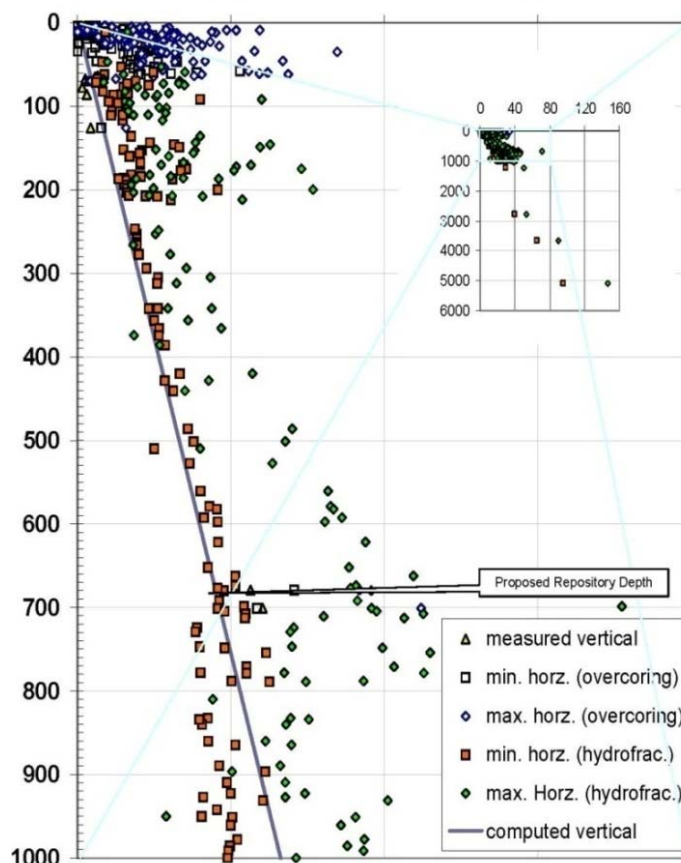 0
100
200
300
400
500
600
700
800
900
1000
0 40 80 120 160
0
1000
3000
4000
5000
6000
Proposed Repository Depth
measured vertical
min. horz. (overcoring)
max. horz. (overcoring)
min. horz. (hydrofrac.)
max. Horz. (hydrofrac.)
computed vertical